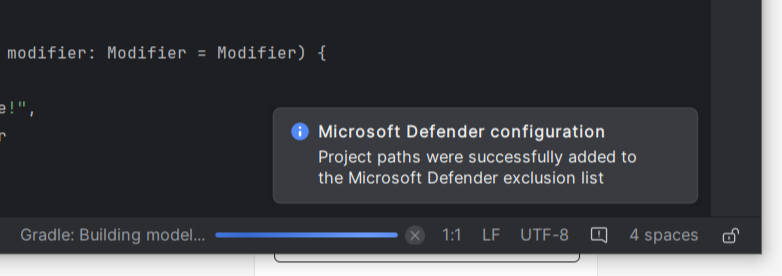 modifier: Modifier = Modifier) {
e!",
r
Microsoft Defender configuration
Project paths were successfully added to
the Microsoft Defender exclusion list
Gradle: Building model... 1:1 LF UTF-8 4 spaces